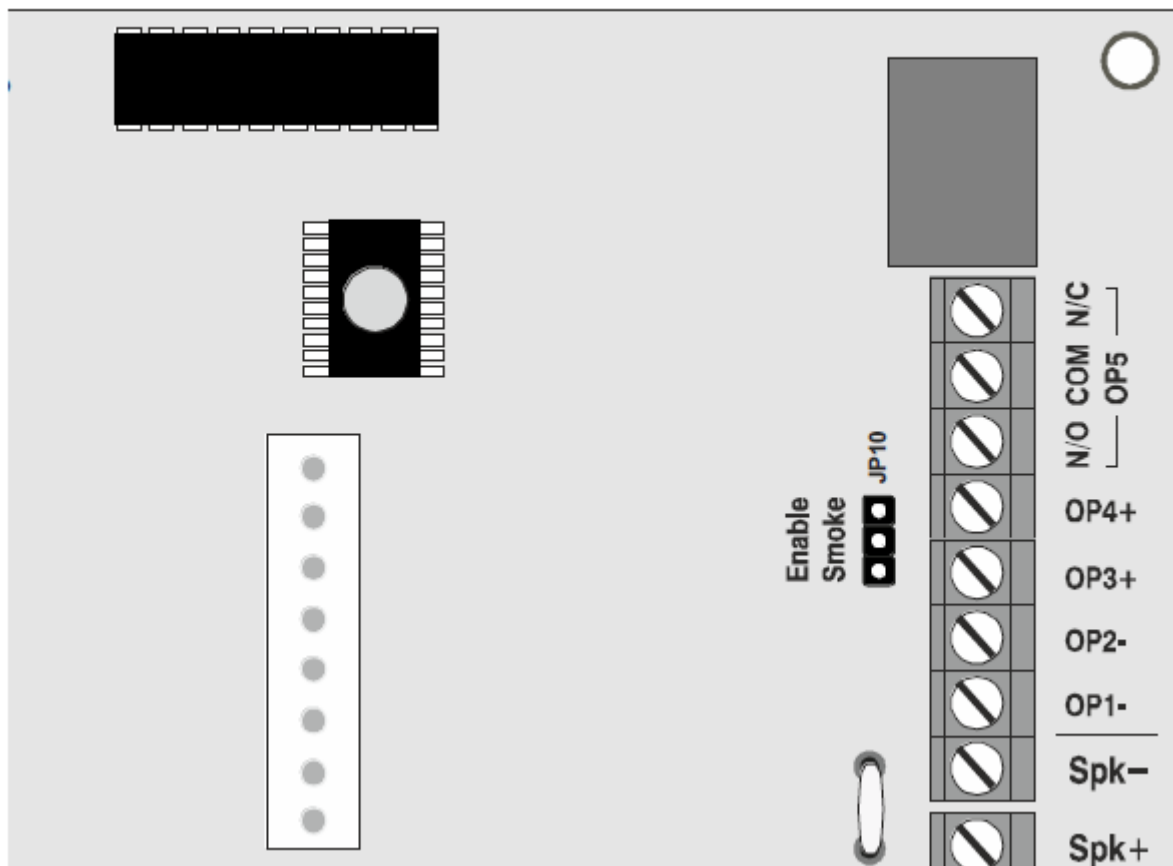 N/C
COM
N/O
OP5
JP10
Enable
Smoke
OP4+
OP3+
OP2-
OP1-
Spk−
Spk+